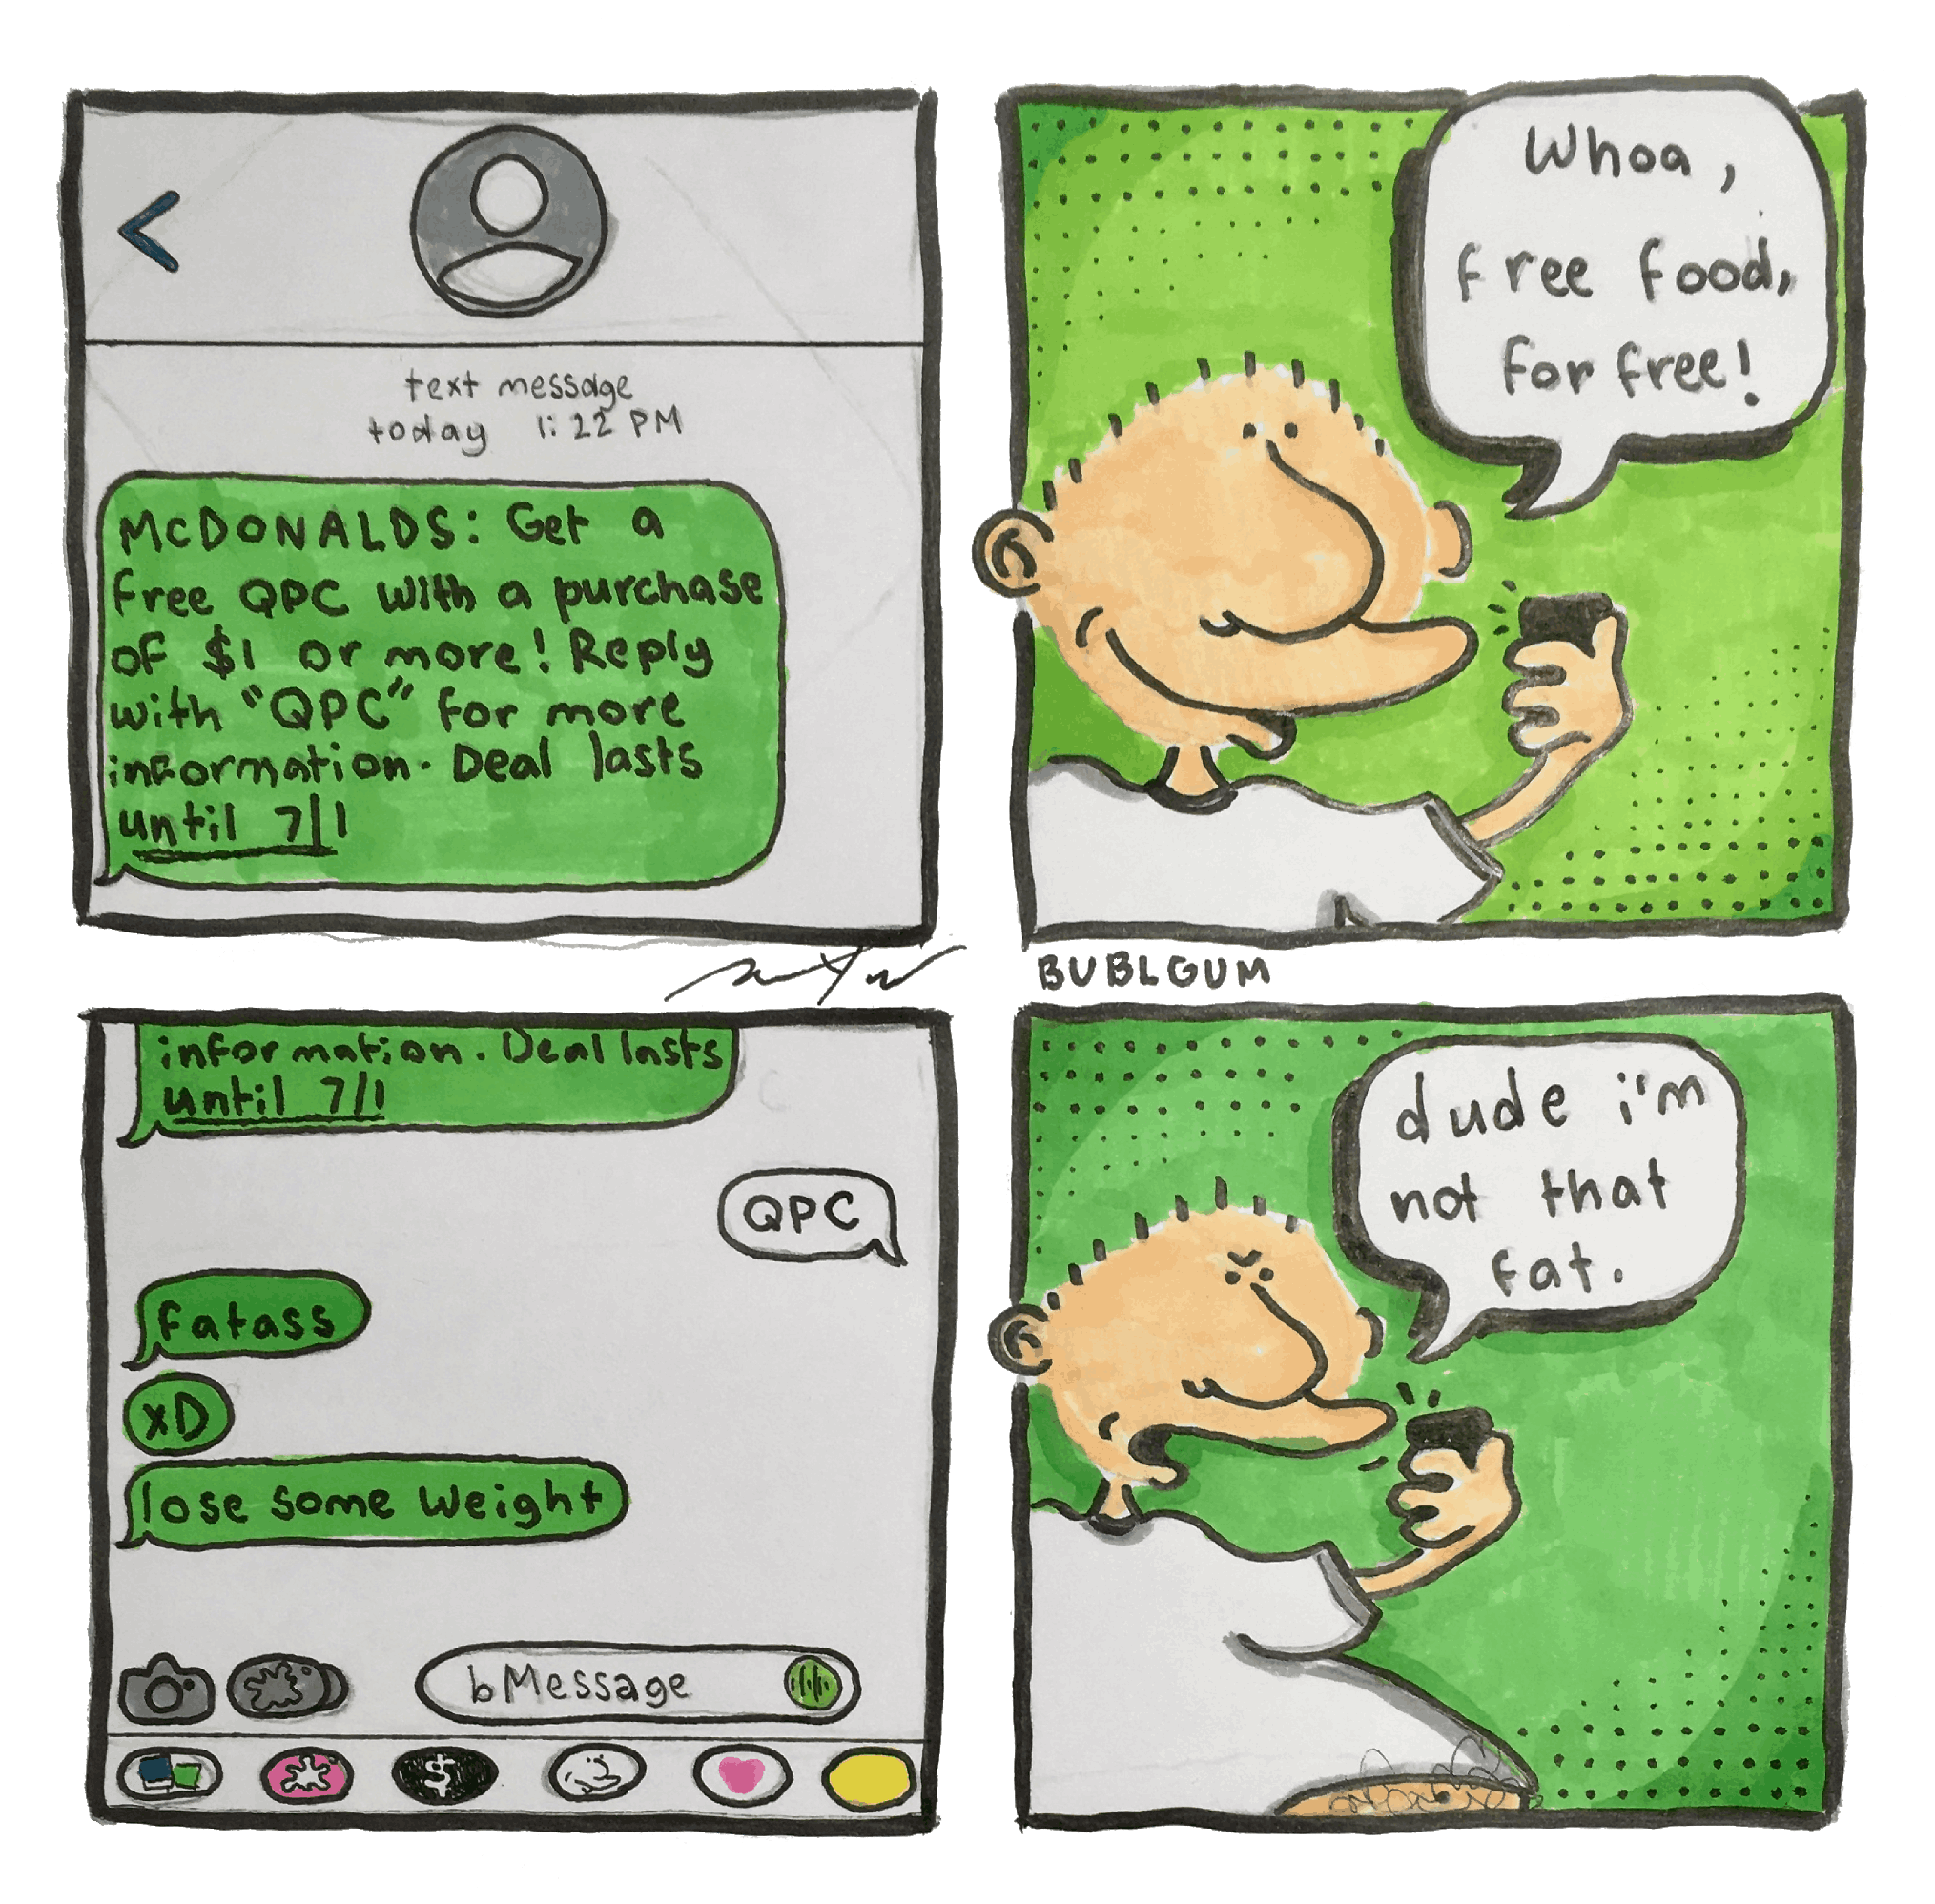 text message
today 1:22 PM
McDONALDS: Get a
free QPC with a purchase
of $1 or more! Reply
with "QPC" for more
information. Deal lasts
until 7/1
Whoa,
free food,
for free!
BUBLGUM
information. Deal lasts
until 7/1
QPC
fatass
xD
lose some weight
bMessage
$
dude i'm
not that
fat.